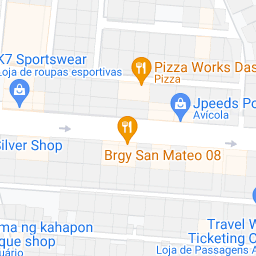 K7 Sportswear
Loja de roupas esportivas
Pizza Works Das
Pizza
Jpeeds Po
Avícola
Silver Shop
Brgy San Mateo 08
ma ng kahapon
que shop
uário
Travel W
Ticketing C
Loja de Passagens A